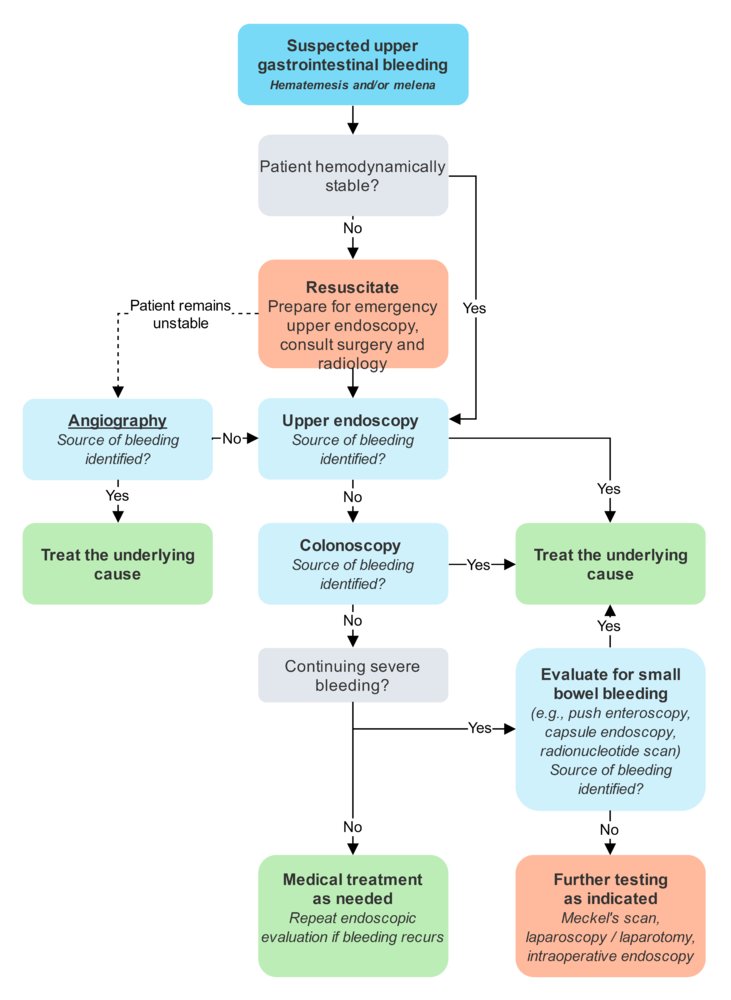 Suspected upper
gastrointestinal bleeding
Hematemesis and/or melena
Patient hemodynamically
stable?
No
Yes
Resuscitate
Prepare for emergency
upper endoscopy,
consult surgery and
radiology
Patient remains
unstable
Angiography
Source of bleeding
identified?
No
Upper endoscopy
Source of bleeding
identified?
Yes
No
Yes
Treat the underlying
cause
Colonoscopy
Source of bleeding
identified?
Yes
Treat the underlying
cause
No
Yes
Continuing severe
bleeding?
Yes
Evaluate for small
bowel bleeding
(e.g., push enteroscopy,
capsule endoscopy,
radionucleotide scan)
Source of bleeding
identified?
No
No
Medical treatment
as needed
Repeat endoscopic
evaluation if bleeding recurs
Further testing
as indicated
Meckel's scan,
laparoscopy / laparotomy,
intraoperative endoscopy